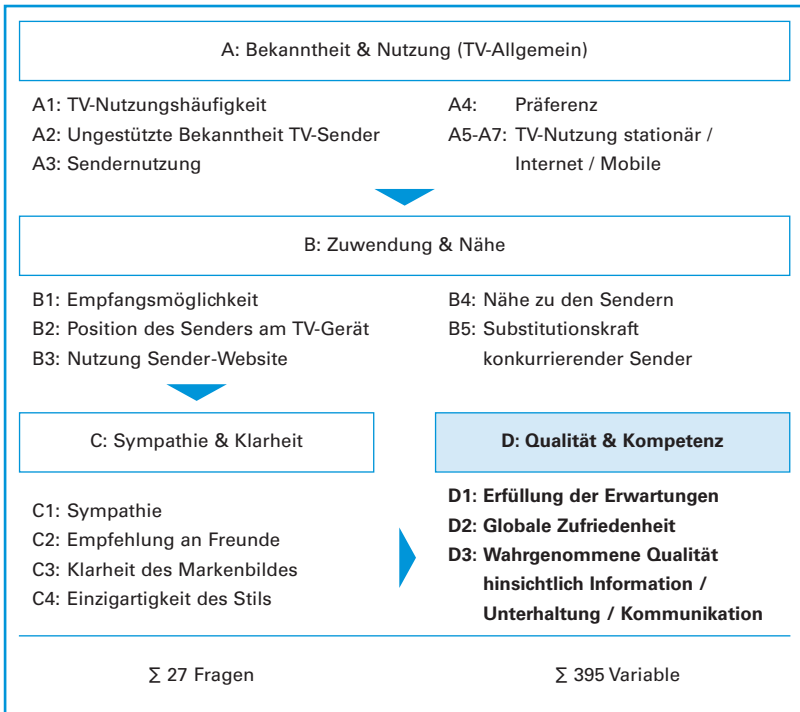 A: Bekanntheit & Nutzung (TV-Allgemein)
A1: TV-Nutzungshäufigkeit
A2: Ungestützte Bekanntheit TV-Sender
A3: Sendernutzung
A4: Präferenz
A5-A7: TV-Nutzung stationär /
Internet / Mobile
B: Zuwendung & Nähe
B1: Empfangsmöglichkeit
B2: Position des Senders am TV-Gerät
B3: Nutzung Sender-Website
B4: Nähe zu den Sendern
B5: Substitutionskraft
konkurrierender Sender
C: Sympathie & Klarheit
C1: Sympathie
C2: Empfehlung an Freunde
C3: Klarheit des Markenbildes
C4: Einzigartigkeit des Stils
D: Qualität & Kompetenz
D1: Erfüllung der Erwartungen
D2: Globale Zufriedenheit
D3: Wahrgenommene Qualität
hinsichtlich Information /
Unterhaltung / Kommunikation
∑ 27 Fragen
∑ 395 Variable